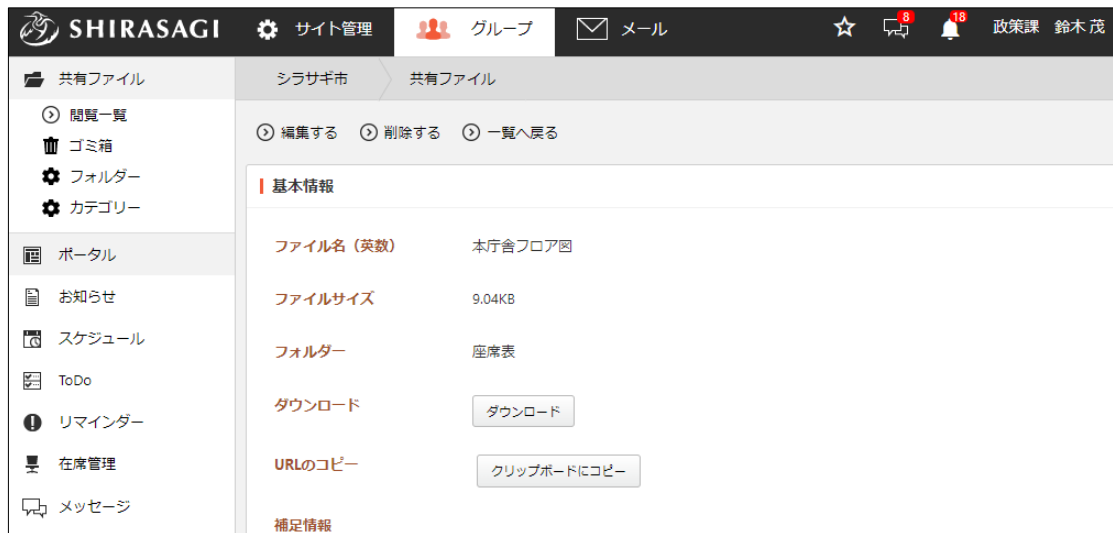 SHIRASAGI サイト管理 グループ メール 8 18 政策課 鈴木 茂
共有ファイル
閲覧一覧
ゴミ箱
フォルダー
カテゴリー
ポータル
お知らせ
スケジュール
ToDo
リマインダー
在席管理
メッセージ
シラサギ市 共有ファイル
編集する 削除する 一覧へ戻る
基本情報
ファイル名（英数） 本庁舎フロア図
ファイルサイズ 9.04KB
フォルダー 座席表
ダウンロード ダウンロード
URLのコピー クリップボードにコピー
補足情報